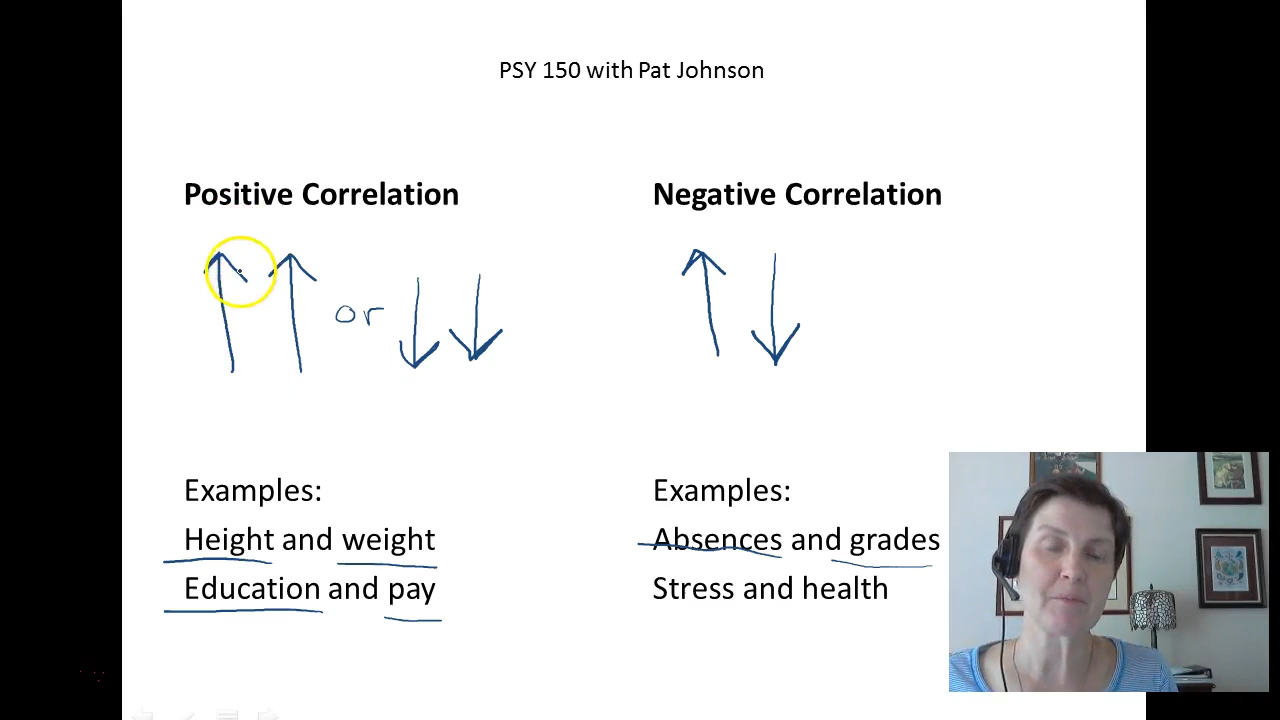 PSY 150 with Pat Johnson
Positive Correlation
or
Examples:
Height and weight
Education and pay
Negative Correlation
Examples:
Absences and grades
Stress and health